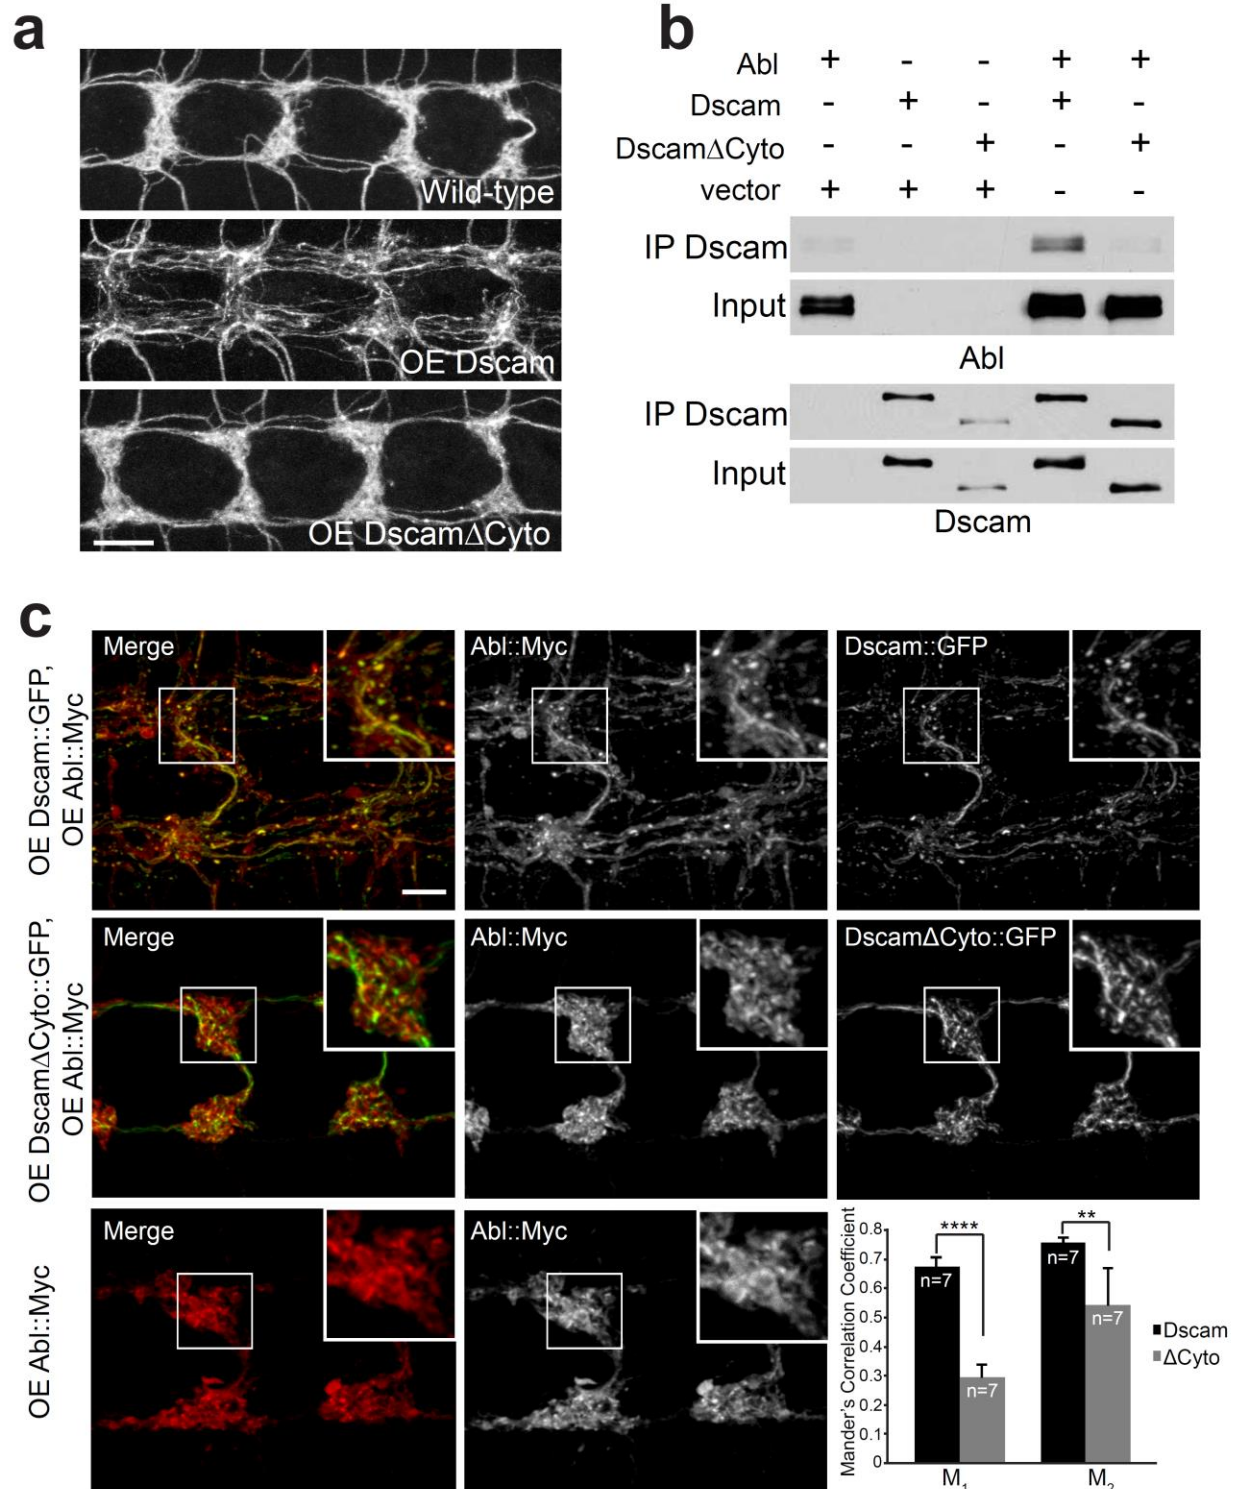 a
Wild-type
OE Dscam
OE DscamΔCyto
b
Abl + - - + +
Dscam - + - + -
DscamΔCyto - - + - +
vector + + + - -
IP Dscam
Input
Abl
IP Dscam
Input
Dscam
c
OE Dscam::GFP,
OE Abl::Myc
Merge
Abl::Myc
Dscam::GFP
OE DscamΔCyto::GFP,
OE Abl::Myc
Merge
Abl::Myc
DscamΔCyto::GFP
OE Abl::Myc
Merge
Abl::Myc
Mander's Correlation Coefficient
0.8
0.7
0.6
0.5
0.4
0.3
0.2
0.1
0
****
**
n=7
n=7
n=7
n=7
Dscam
ΔCyto
M1
M2